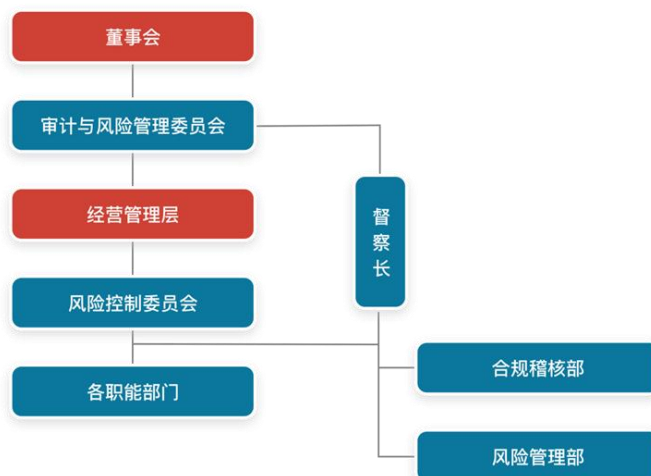 董事会
审计与风险管理委员会
经营管理层
督察长
风险控制委员会
合规稽核部
各职能部门
风险管理部